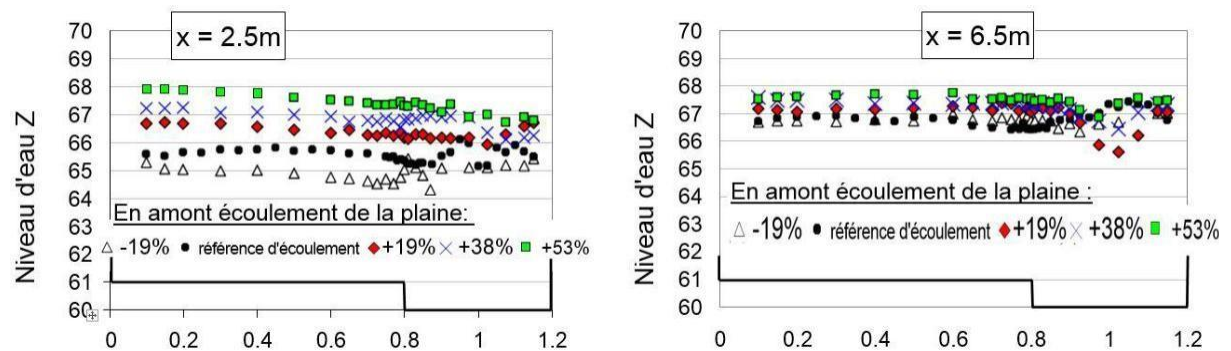 x = 2.5m
70
69
68
67
66
65
64
63
62
61
60
Niveau d'eau Z
En amont écoulement de la plaine:
-19% référence d'écoulement +19% +38% +53%
0 0.2 0.4 0.6 0.8 1 1.2
x = 6.5m
70
69
68
67
66
65
64
63
62
61
60
Niveau d'eau Z
En amont écoulement de la plaine :
-19% référence d'écoulement +19% +38% +53%
0 0.2 0.4 0.6 0.8 1 1.2